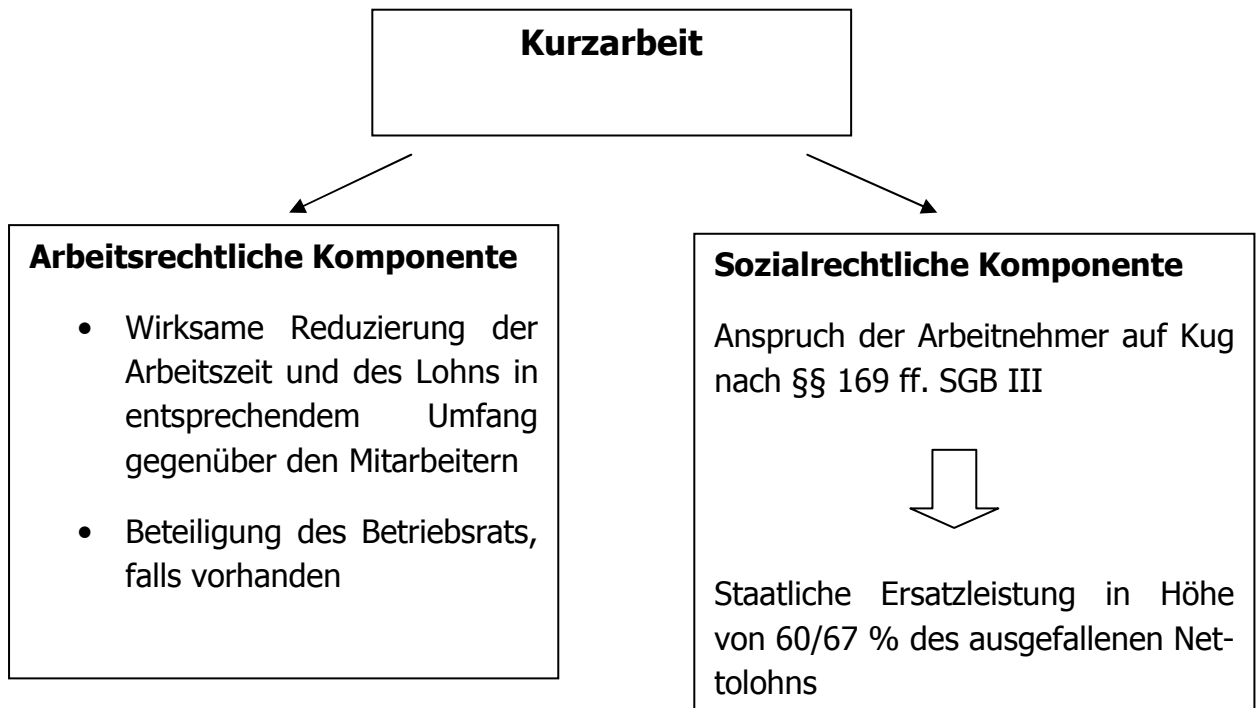 Kurzarbeit
Arbeitsrechtliche Komponente
• Wirksame Reduzierung der
Arbeitszeit und des Lohns in
entsprechendem Umfang
gegenüber den Mitarbeitern
• Beteiligung des Betriebsrats,
falls vorhanden
Sozialrechtliche Komponente
Anspruch der Arbeitnehmer auf Kug
nach §§ 169 ff. SGB III
Staatliche Ersatzleistung in Höhe
von 60/67 % des ausgefallenen Net-
tolohns